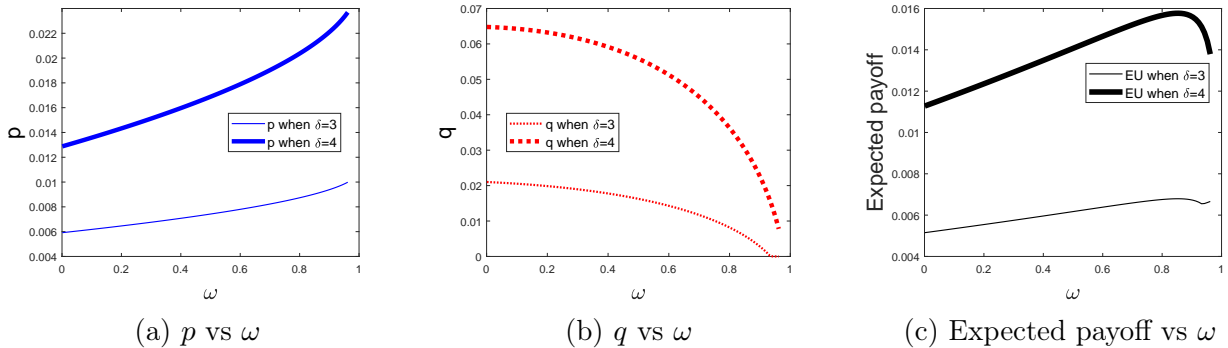 0.022
0.02
0.018
0.016
0.014
0.012
0.010
0.008
0.006
0.004
p
p when δ=3
p when δ=4
0 0.2 0.4 0.6 0.8 1
ω
(a) p vs ω
0.07
0.06
0.05
0.04
0.03
0.02
0.01
0
q
q when δ=3
q when δ=4
0 0.2 0.4 0.6 0.8 1
ω
(b) q vs ω
0.016
0.014
0.012
0.01
0.008
0.006
0.004
Expected payoff
EU when δ=3
EU when δ=4
0 0.2 0.4 0.6 0.8 1
ω
(c) Expected payoff vs ω